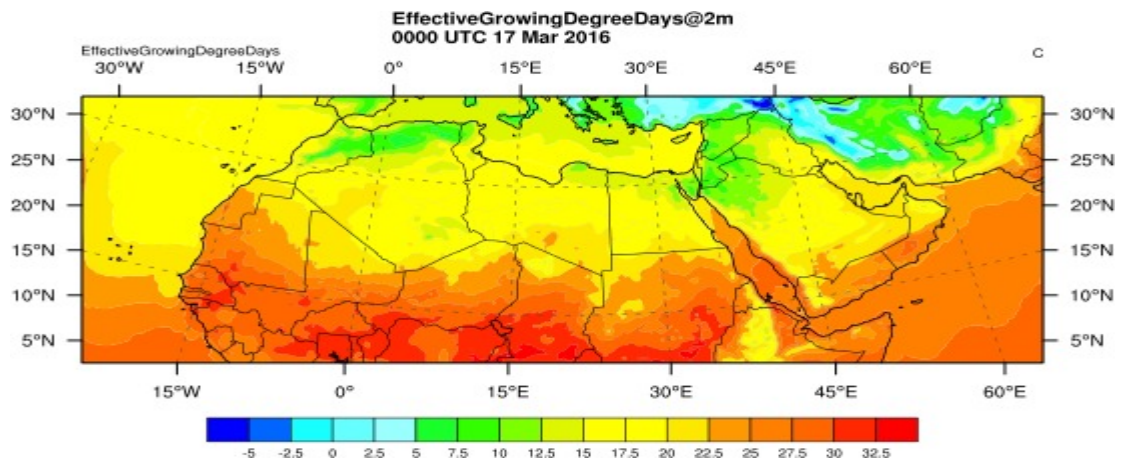 EffectiveGrowingDegreeDays@2m
0000 UTC 17 Mar 2016
EffectiveGrowingDegreeDays C
30°W 15°W 0° 15°E 30°E 45°E 60°E
30°N 30°N
25°N 25°N
20°N 20°N
15°N 15°N
10°N 10°N
5°N 5°N
15°W 0° 15°E 30°E 45°E 60°E
-5 -2.5 0 2.5 5 7.5 10 12.5 15 17.5 20 22.5 25 27.5 30 32.5